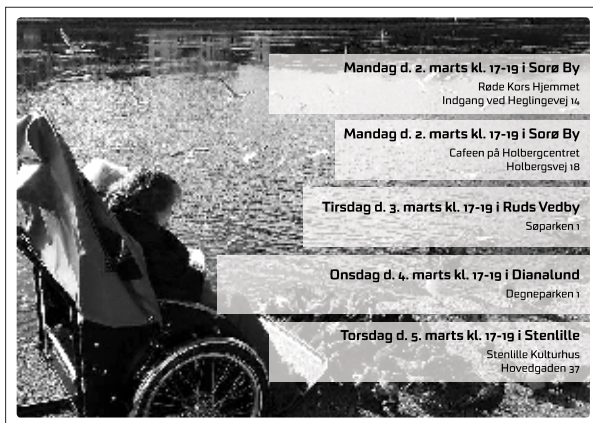 Mandag d. 2. marts kl. 17-19 i Sorø By
Røde Kors Hjemmet
Indgang ved Heglingevej 14
Mandag d. 2. marts kl. 17-19 i Sorø By
Cafeen på Holbergcentret
Holbergsvej 18
Tirsdag d. 3. marts kl. 17-19 i Ruds Vedby
Søparken 1
Onsdag d. 4. marts kl. 17-19 i Dianalund
Degneparken 1
Torsdag d. 5. marts kl. 17-19 i Stenlille
Stenlille Kulturhus
Hovedgaden 37